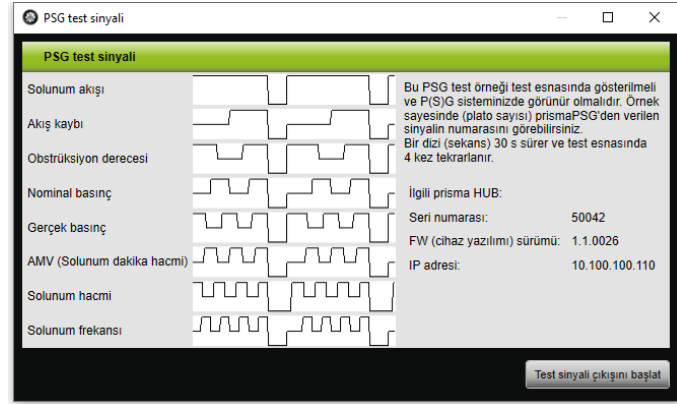 PSG test sinyali
PSG test sinyali
Solunum akışı
Akış kaybı
Obstrüksiyon derecesi
Nominal basınç
Gerçek basınç
AMV (Solunum dakika hacmi)
Solunum hacmi
Solunum frekansı
Bu PSG test örneği test esnasında gösterilmeli
ve P(S)G sisteminizde görünür olmalıdır. Örnek
sayesinde (plato sayısı) prismaPSG'den verilen
sinyalin numarasını görebilirsiniz.
Bir dizi (sekans) 30 s sürer ve test esnasında
4 kez tekrarlanır.
İlgili prisma HUB:
Seri numarası: 50042
FW (cihaz yazılımı) sürümü: 1.1.0026
IP adresi: 10.100.100.110
Test sinyali çıkışını başlat